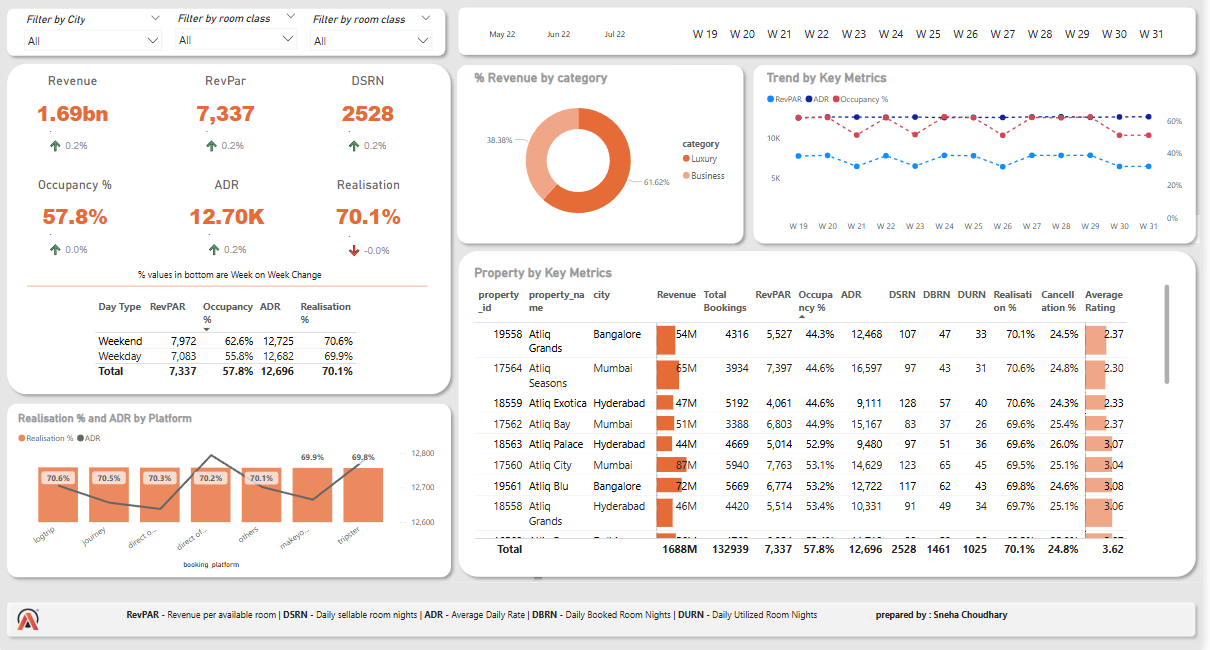 Filter by City
All
Filter by room class
All
Filter by room class
All
May 22 Jun 22 Jul 22
W 19 W 20 W 21 W 22 W 23 W 24 W 25 W 26 W 27 W 28 W 29 W 30 W 31
Revenue RevPar DSRN
1.69bn 7,337 2528
0.2% 0.2% 0.2%
Occupancy % ADR Realisation
57.8% 12.70K 70.1%
0.0% 0.2% -0.0%
% values in bottom are Week on Week Change
Day Type RevPAR Occupancy % ADR Realisation %
Weekend 7,972 62.6% 12,725 70.6%
Weekday 7,083 55.8% 12,682 69.9%
Total 7,337 57.8% 12,696 70.1%
% Revenue by category
38.38%
61.62%
category
Luxury
Business
Trend by Key Metrics
RevPAR ADR Occupancy %
10K
5K
60%
40%
20%
0%
W 19 W 20 W 21 W 22 W 23 W 24 W 25 W 26 W 27 W 28 W 29 W 30 W 31
Realisation % and ADR by Platform
Realisation % ADR
70.6% 70.5% 70.3% 70.2% 70.1% 69.9% 69.8%
12,800
12,700
12,600
logtrip journey direct o... direct of... others makeyo... tripster
booking_platform
Property by Key Metrics
property_id property_name city Revenue Total Bookings RevPAR Occupancy % ADR DSRN DBRN DURN Realisation % Cancellation % Average Rating
19558 Atliq Grands Bangalore 54M 4316 5,527 44.3% 12,468 107 47 33 70.1% 24.5% 2.37
17564 Atliq Seasons Mumbai 65M 3934 7,397 44.6% 16,597 97 43 31 70.6% 24.8% 2.30
18559 Atliq Exotica Hyderabad 47M 5192 4,061 44.6% 9,111 128 57 40 70.6% 24.3% 2.33
17562 Atliq Bay Mumbai 51M 3388 6,803 44.9% 15,167 83 37 26 69.6% 25.4% 2.37
18563 Atliq Palace Hyderabad 44M 4669 5,014 52.9% 9,480 97 51 36 69.6% 26.0% 3.07
17560 Atliq City Mumbai 87M 5940 7,763 53.1% 14,629 123 65 45 69.5% 25.1% 3.04
19561 Atliq Blu Bangalore 72M 5669 6,774 53.2% 12,722 117 62 43 69.8% 24.6% 3.08
18558 Atliq Grands Hyderabad 46M 4420 5,514 53.4% 10,331 91 49 34 69.7% 25.1% 3.06
Total 1688M 132939 7,337 57.8% 12,696 2528 1461 1025 70.1% 24.8% 3.62
RevPAR - Revenue per available room | DSRN - Daily sellable room nights | ADR - Average Daily Rate | DBRN - Daily Booked Room Nights | DURN - Daily Utilized Room Nights
prepared by : Sneha Choudhary